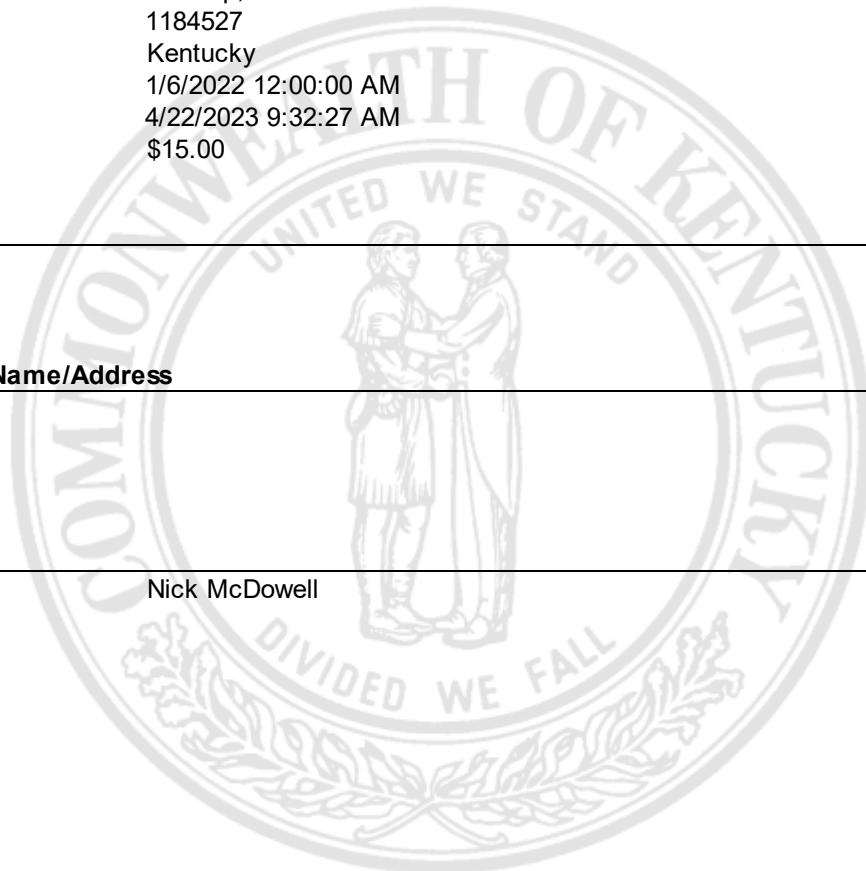 1184527
Kentucky
1/6/2022 12:00:00 AM
4/22/2023 9:32:27 AM
$15.00
COMMONWEALTH OF KENTUCKY
UNITED WE STAND
Name/Address
Nick McDowell
DIVIDED WE FALL